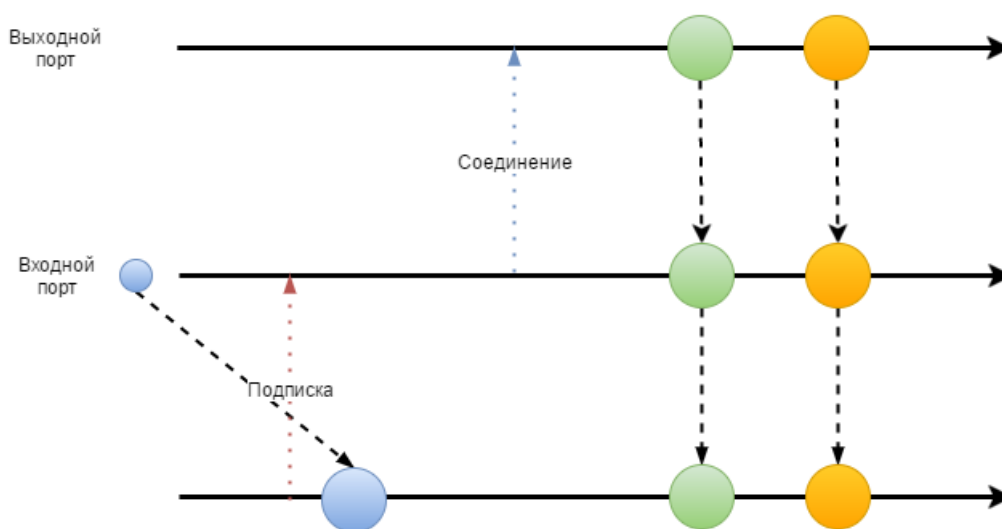 Выходной
порт
Соединение
Входной
порт
Подписка